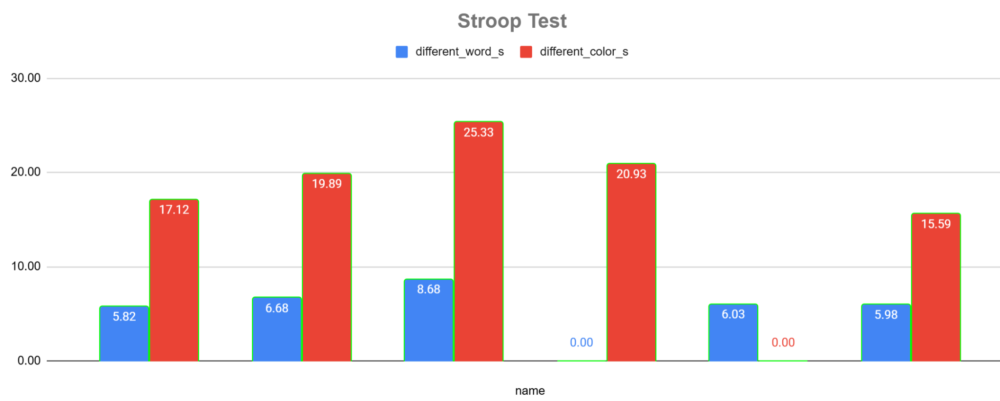 Stroop Test
different_word_s different_color_s
30.00
20.00
10.00
0.00
5.82 17.12 6.68 19.89 8.68 25.33 0.00 20.93 6.03 0.00 5.98 15.59
name